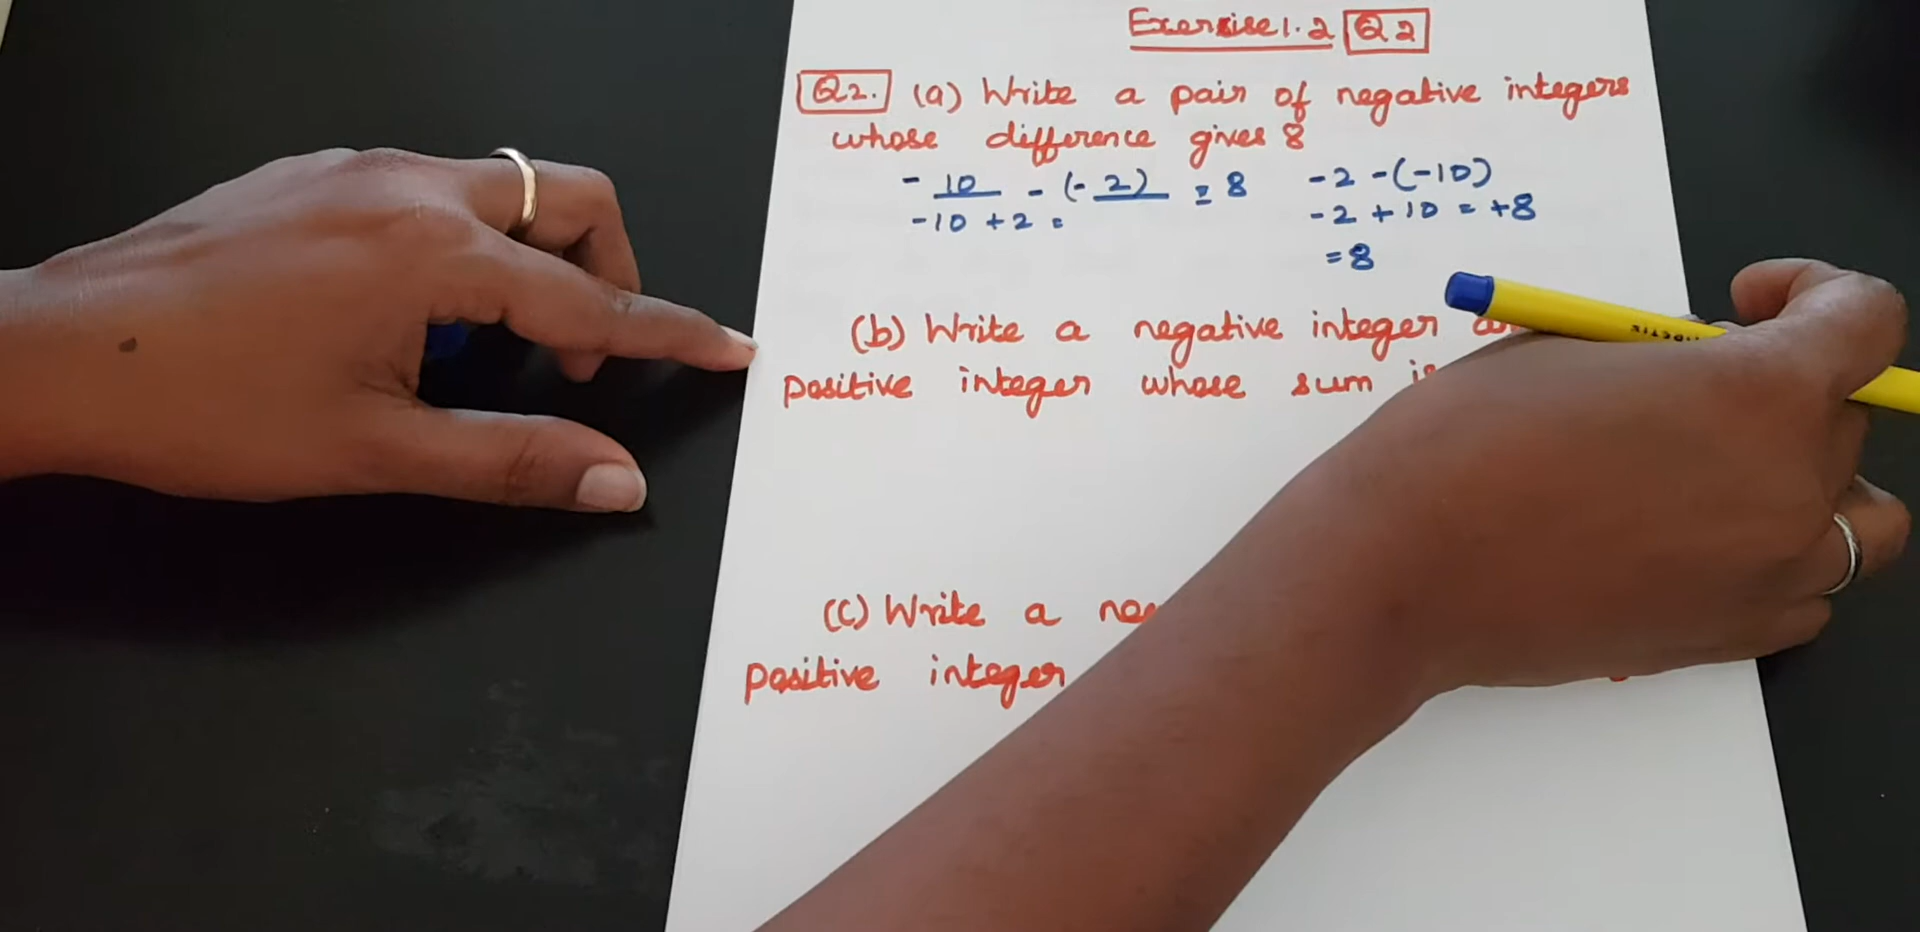 Exercise 1.2 Q2
Q2. (a) Write a pair of negative integers
whose difference gives 8
- 10 - (- 2) = 8
-10 + 2 =
-2 -(-10)
-2 + 10 = +8
= 8
(b) Write a negative integer
positive integer whose sum is
(c) Write a
positive integer